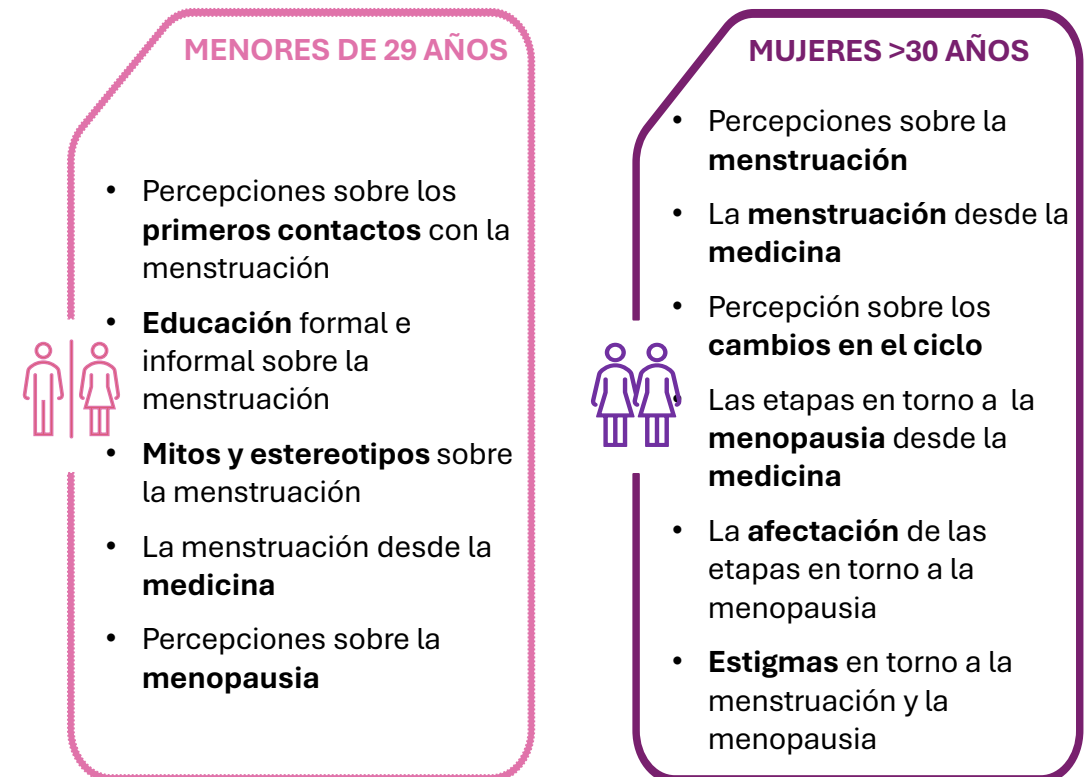 MENORES DE 29 AÑOS
• Percepciones sobre los
primeros contactos con la
menstruación
• Educación formal e
informal sobre la
menstruación
• Mitos y estereotipos sobre
la menstruación
• La menstruación desde la
medicina
• Percepciones sobre la
menopausia
MUJERES >30 AÑOS
• Percepciones sobre la
menstruación
• La menstruación desde la
medicina
• Percepción sobre los
cambios en el ciclo
• Las etapas en torno a la
menopausia desde la
medicina
• La afectación de las
etapas en torno a la
menopausia
• Estigmas en torno a la
menstruación y la
menopausia